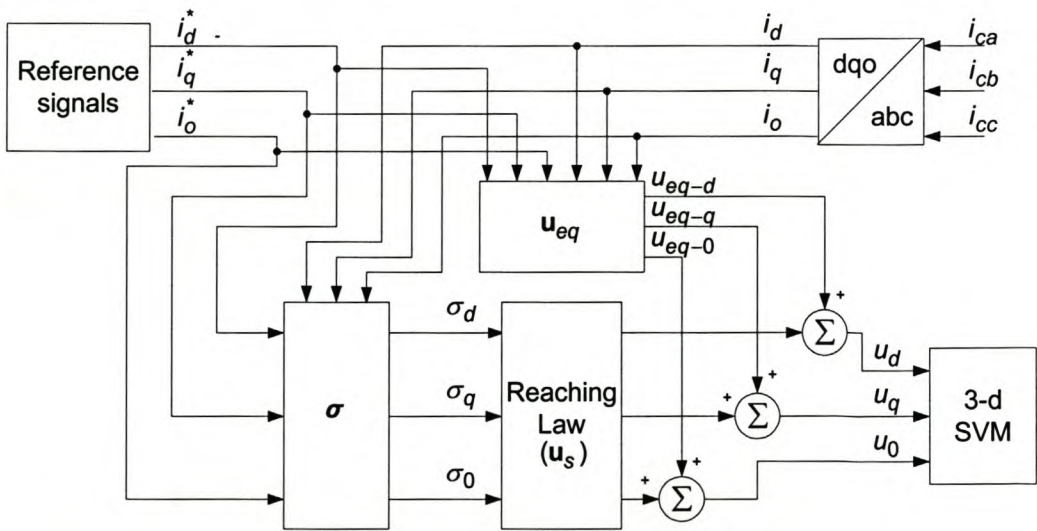 Reference
signals
i*d
i*q
i*o
id
iq
io
dqo
abc
ica
icb
icc
ueq
ueq−d
ueq−q
ueq−0
σ
σd
σq
σ0
Reaching
Law
(us)
+
Σ
+
+
Σ
+
+
Σ
ud
uq
u0
3-d
SVM